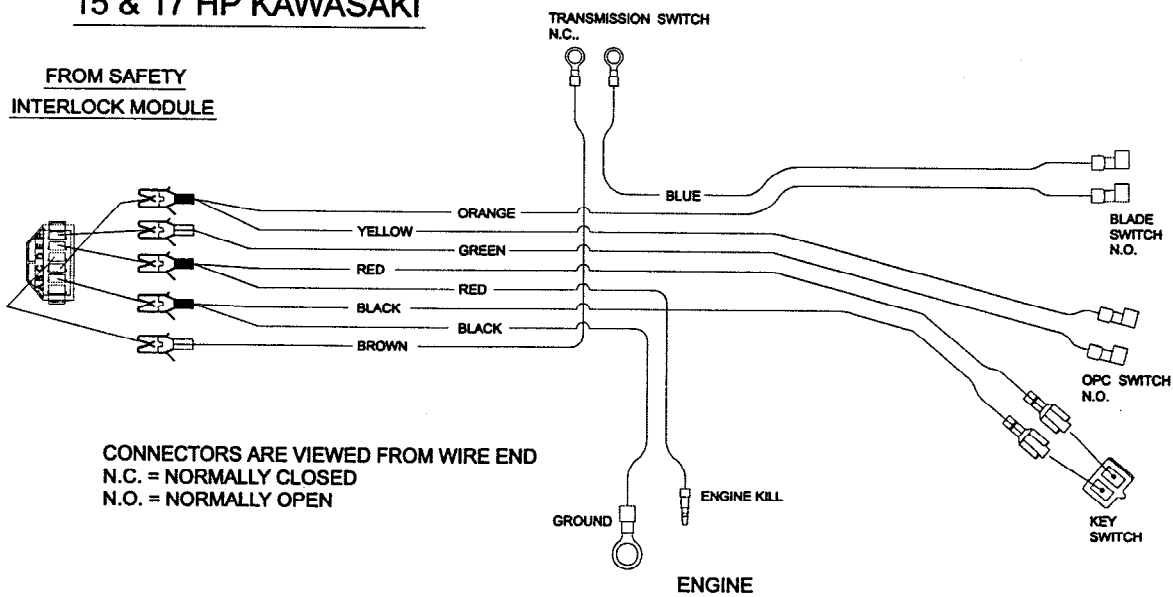 15 & 17 HP KAWASAKI
TRANSMISSION SWITCH
N.C..
FROM SAFETY
INTERLOCK MODULE
BLUE
ORANGE
YELLOW
GREEN
RED
RED
BLACK
BLACK
BROWN
BLADE
SWITCH
N.O.
OPC SWITCH
N.O.
CONNECTORS ARE VIEWED FROM WIRE END
N.C. = NORMALLY CLOSED
N.O. = NORMALLY OPEN
ENGINE KILL
GROUND
KEY
SWITCH
ENGINE